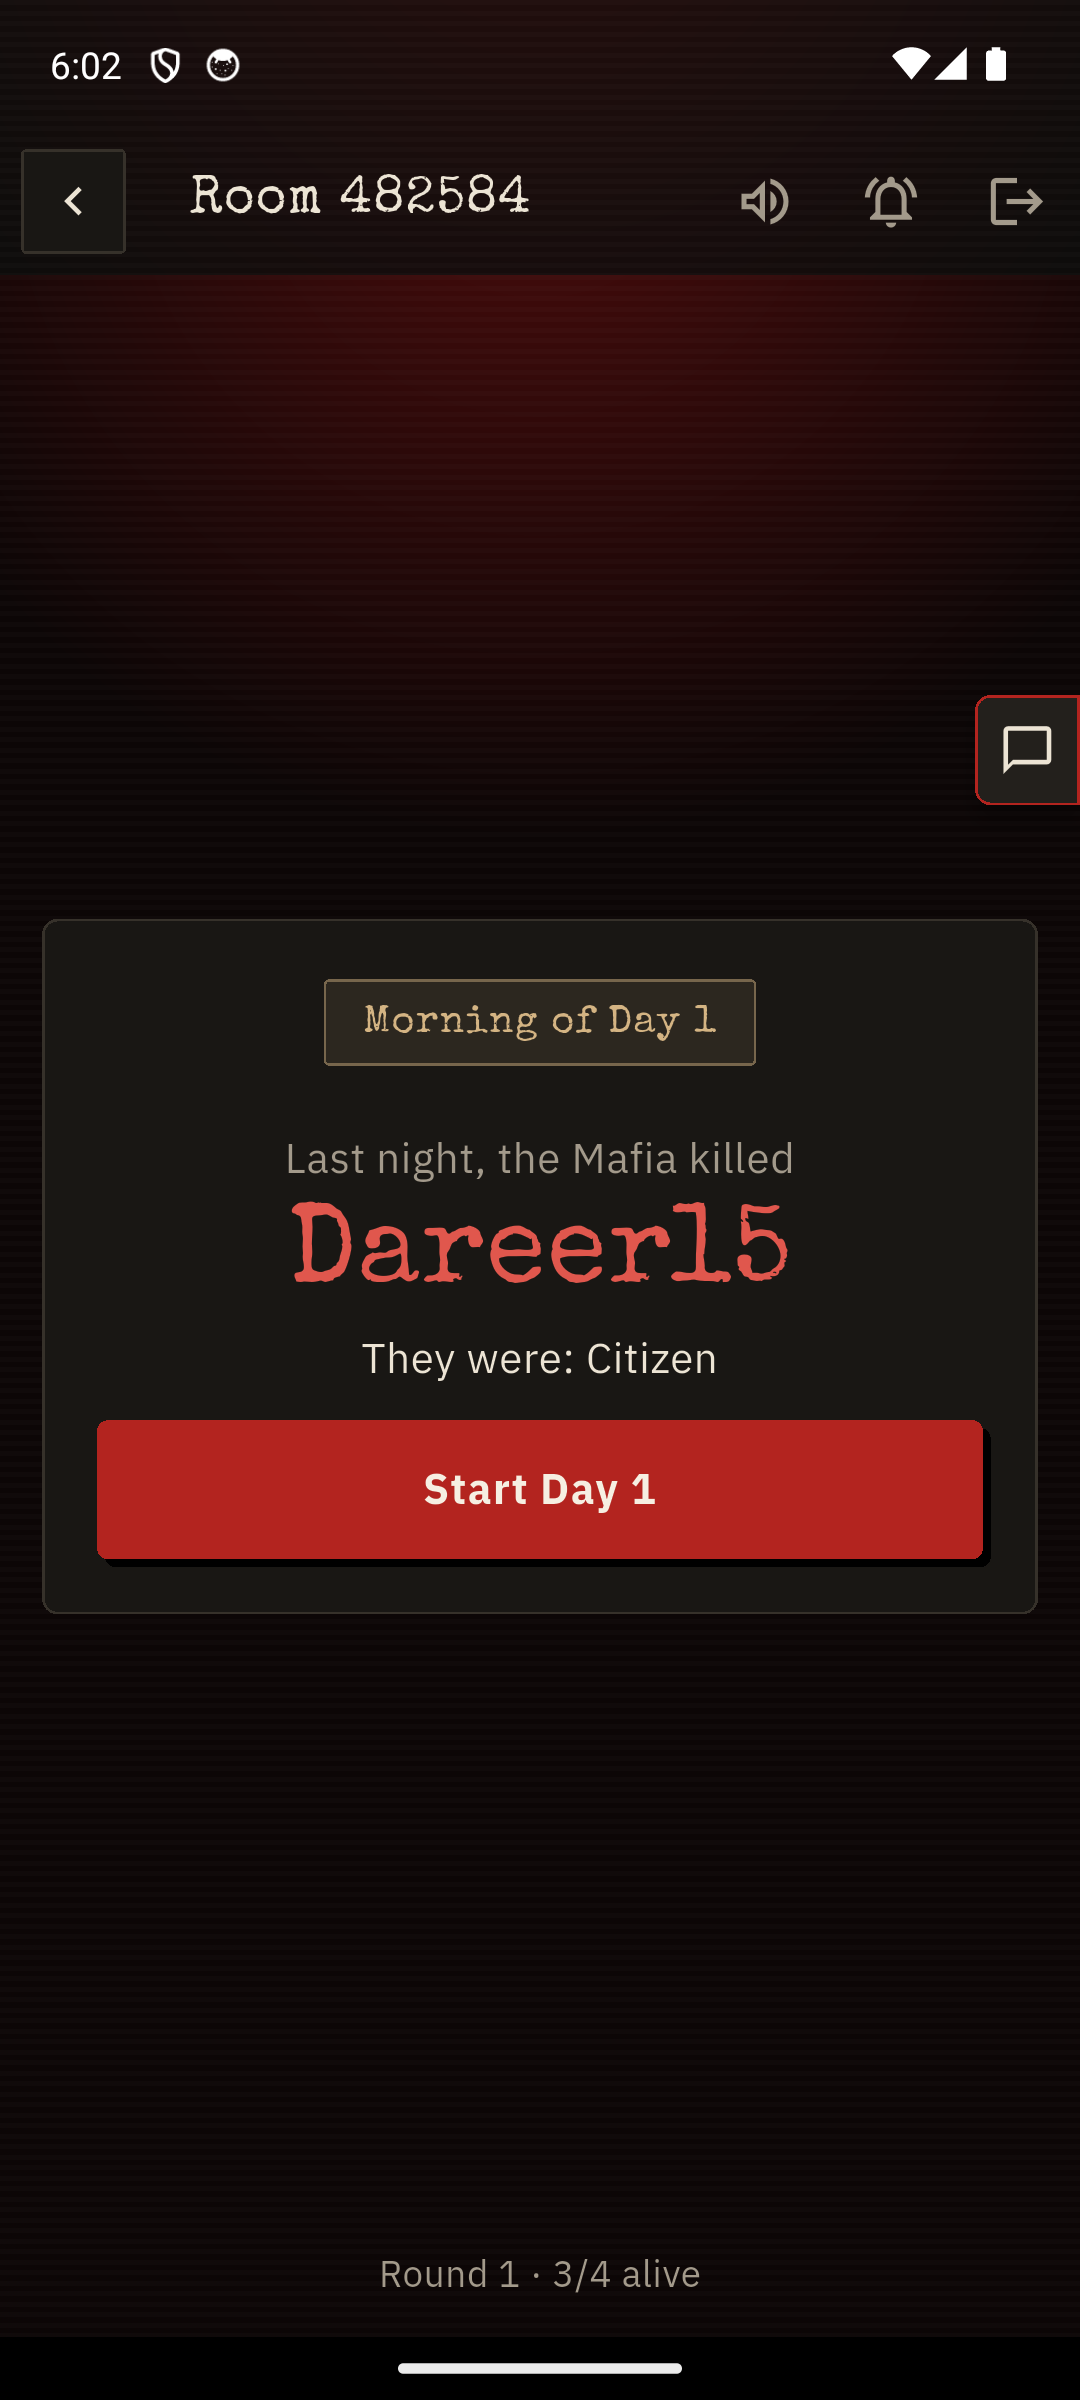 6:02
Room 482584
Morning of Day 1
Last night, the Mafia killed
Dareer15
They were: Citizen
Start Day 1
Round 1 · 3/4 alive